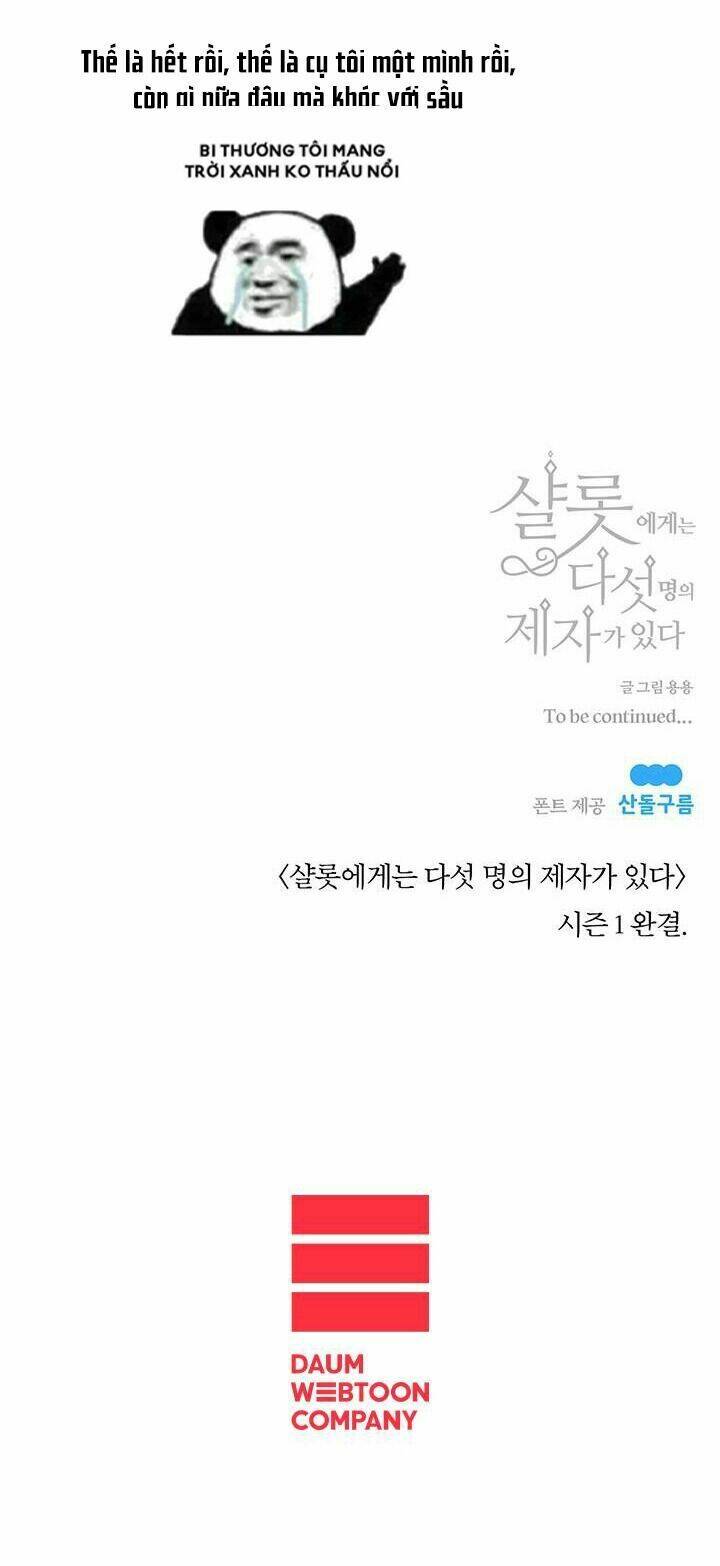 Thế là hết rồi, thế là cụ tôi một mình rồi,
còn gì nữa đâu mà khóc với sầu
BI THƯƠNG TÔI MANG
TRỜI XANH KO THẤU NỔI
샬롯에게는
다섯명의
제자가 있다
글 그림 용용
To be continued...
폰트 제공 산돌구름
〈샬롯에게는 다섯 명의 제자가 있다〉
시즌 1 완결.
DAUM
WEBTOON
COMPANY